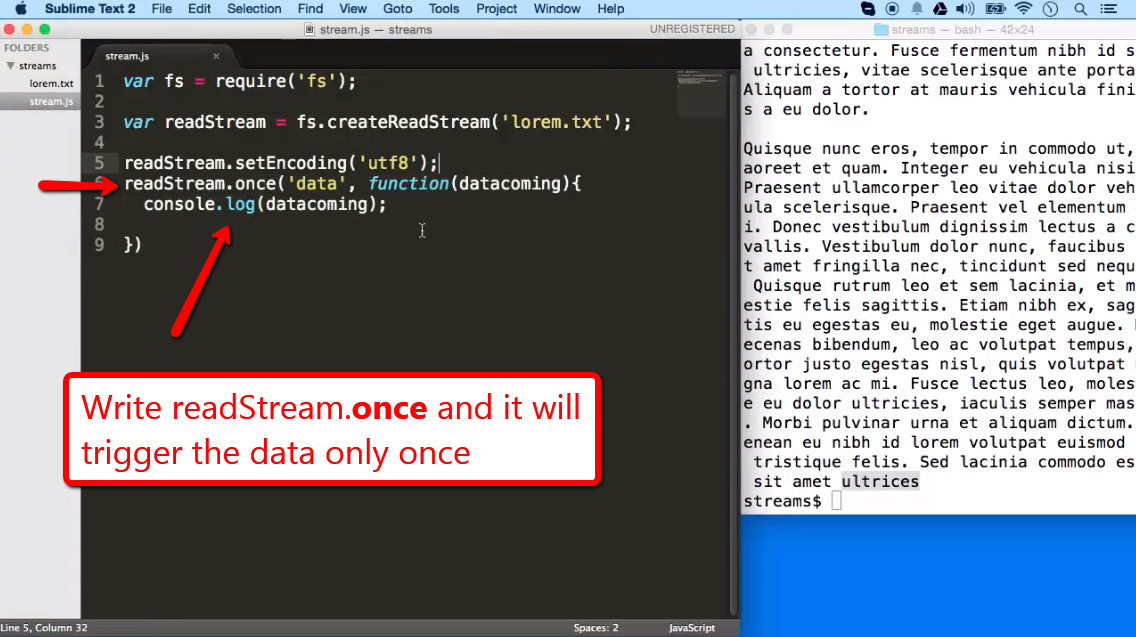 Sublime Text 2 File Edit Selection Find View Goto Tools Project Window Help
stream.js — streams
UNREGISTERED
streams — bash — 42x24
FOLDERS
streams
lorem.txt
stream.js
stream.js ×
1 var fs = require('fs');
2
3 var readStream = fs.createReadStream('lorem.txt');
4
5 readStream.setEncoding('utf8');
6 readStream.once('data', function(datacoming){
7 console.log(datacoming);
8
9 })
Write readStream.once and it will
trigger the data only once
a consectetur. Fusce fermentum nibh id s
ultricies, vitae scelerisque ante porta
Aliquam a tortor at mauris vehicula fini
s a eu dolor.
Quisque nunc eros, tempor in commodo ut,
aoreet et quam. Integer eu vehicula nisi
Praesent ullamcorper leo vitae dolor veh
ula scelerisque. Praesent vel elementum
i. Donec vestibulum dignissim lectus a c
vallis. Vestibulum dolor nunc, faucibus
t amet fringilla nec, tincidunt sed nequ
Quisque rutrum leo et sem lacinia, et m
estie felis sagittis. Etiam nibh ex, sag
tis eu egestas eu, molestie eget augue.
ecenas bibendum, leo ac volutpat tempus,
ortor justo egestas nisl, quis volutpat
gna lorem ac mi. Fusce lectus leo, moles
e eu dolor ultricies, iaculis semper mas
. Morbi pulvinar urna et aliquam dictum.
enean eu nibh id lorem volutpat euismod
tristique felis. Sed lacinia commodo es
sit amet ultrices
streams$
Line 5, Column 32
Spaces: 2
JavaScript